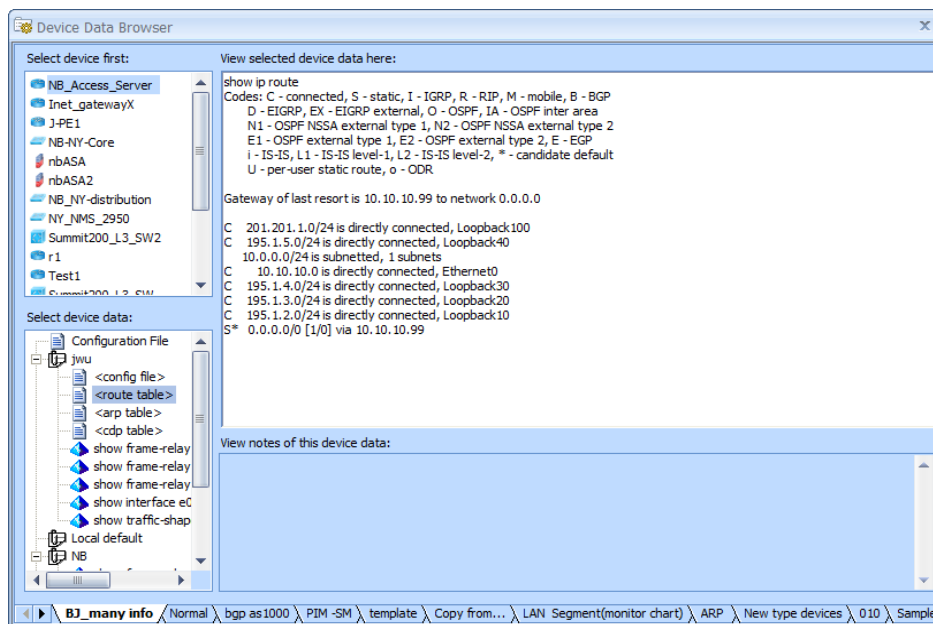 Device Data Browser
Select device first:
NB_Access_Server
Inet_gatewayX
J-PE1
NB-NY-Core
nbASA
nbASA2
NB_NY-distribution
NY_NMS_2950
Summit200_L3_SW2
r1
Test1
Summit200_L3_SW
Select device data:
Configuration File
jwu
<config file>
<route table>
<arp table>
<cdp table>
show frame-relay
show frame-relay
show frame-relay
show interface e0
show traffic-shap
Local default
NB
View selected device data here:
show ip route
Codes: C - connected, S - static, I - IGRP, R - RIP, M - mobile, B - BGP
D - EIGRP, EX - EIGRP external, O - OSPF, IA - OSPF inter area
N1 - OSPF NSSA external type 1, N2 - OSPF NSSA external type 2
E1 - OSPF external type 1, E2 - OSPF external type 2, E - EGP
i - IS-IS, L1 - IS-IS level-1, L2 - IS-IS level-2, * - candidate default
U - per-user static route, o - ODR
Gateway of last resort is 10.10.10.99 to network 0.0.0.0
C 201.201.1.0/24 is directly connected, Loopback100
C 195.1.5.0/24 is directly connected, Loopback40
10.0.0.0/24 is subnetted, 1 subnets
C 10.10.10.0 is directly connected, Ethernet0
C 195.1.4.0/24 is directly connected, Loopback30
C 195.1.3.0/24 is directly connected, Loopback20
C 195.1.2.0/24 is directly connected, Loopback10
S* 0.0.0.0/0 [1/0] via 10.10.10.99
View notes of this device data:
BJ_many info Normal bgp as1000 PIM -SM template Copy from... LAN Segment(monitor chart) ARP New type devices 010 Sample